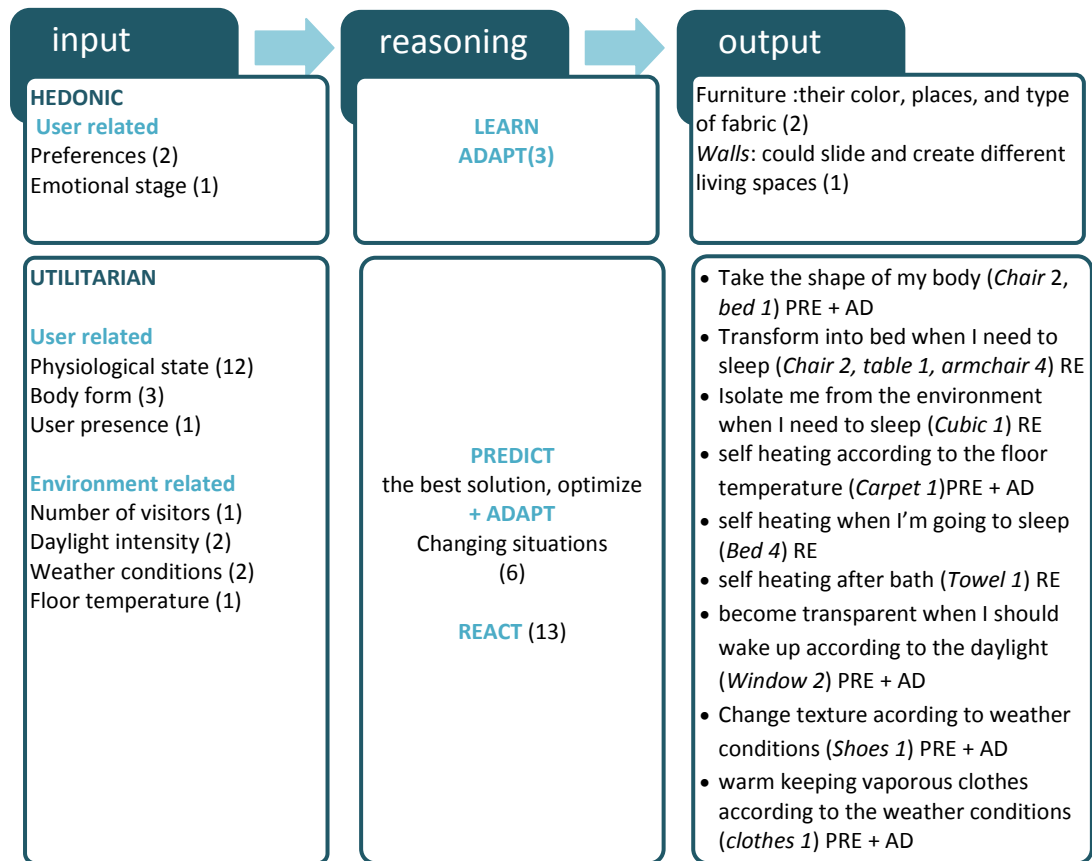 input
reasoning
output
HEDONIC
User related
Preferences (2)
Emotional stage (1)
LEARN
ADAPT(3)
Furniture :their color, places, and type
of fabric (2)
Walls: could slide and create different
living spaces (1)
UTILITARIAN
User related
Physiological state (12)
Body form (3)
User presence (1)
Environment related
Number of visitors (1)
Daylight intensity (2)
Weather conditions (2)
Floor temperature (1)
PREDICT
the best solution, optimize
+ ADAPT
Changing situations
(6)
REACT (13)
• Take the shape of my body (Chair 2,
bed 1) PRE + AD
• Transform into bed when I need to
sleep (Chair 2, table 1, armchair 4) RE
• Isolate me from the environment
when I need to sleep (Cubic 1) RE
• self heating according to the floor
temperature (Carpet 1)PRE + AD
• self heating when I'm going to sleep
(Bed 4) RE
• self heating after bath (Towel 1) RE
• become transparent when I should
wake up according to the daylight
(Window 2) PRE + AD
• Change texture acording to weather
conditions (Shoes 1) PRE + AD
• warm keeping vaporous clothes
according to the weather conditions
(clothes 1) PRE + AD